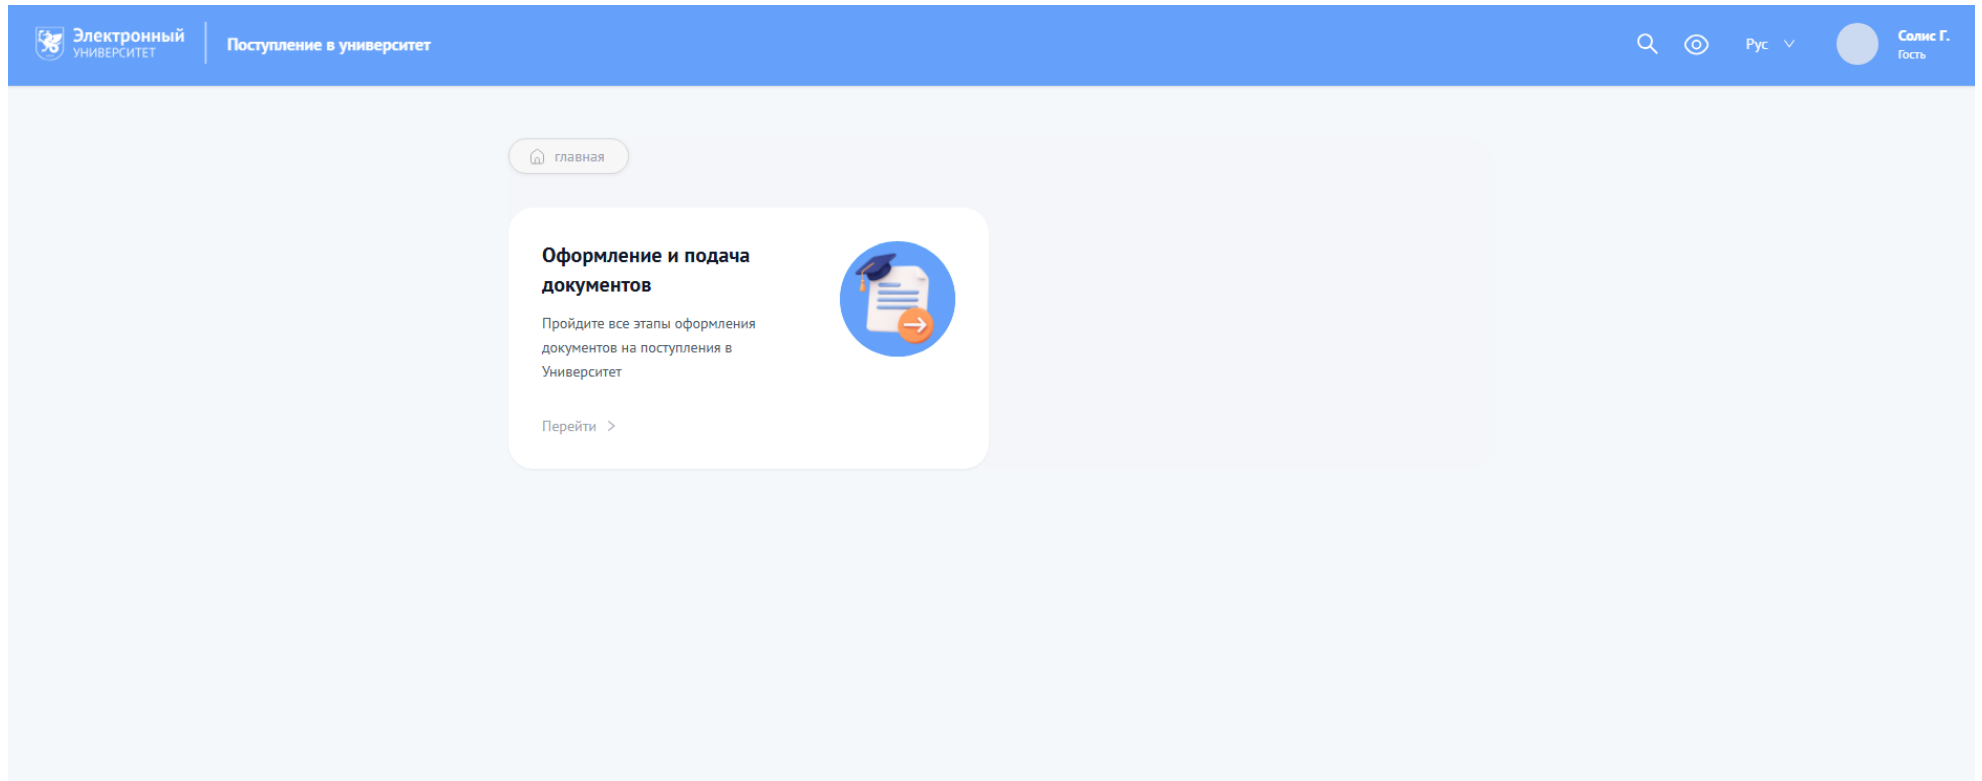 Электронный
УНИВЕРСИТЕТ
Поступление в университет
Рус
Солис Г.
Гость
главная
Оформление и подача
документов
Пройдите все этапы оформления
документов на поступления в
Университет
Перейти >